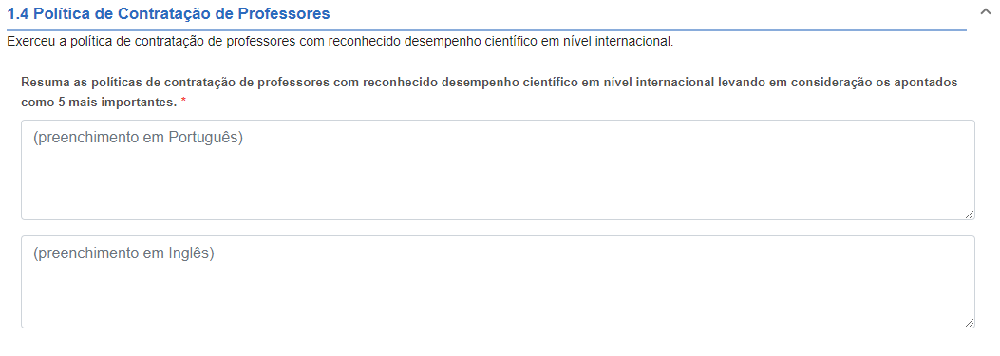 1.4 Política de Contratação de Professores
Exerceu a política de contratação de professores com reconhecido desempenho científico em nível internacional.
Resuma as políticas de contratação de professores com reconhecido desempenho científico em nível internacional levando em consideração os apontados
como 5 mais importantes. *
(preenchimento em Português)
(preenchimento em Inglês)